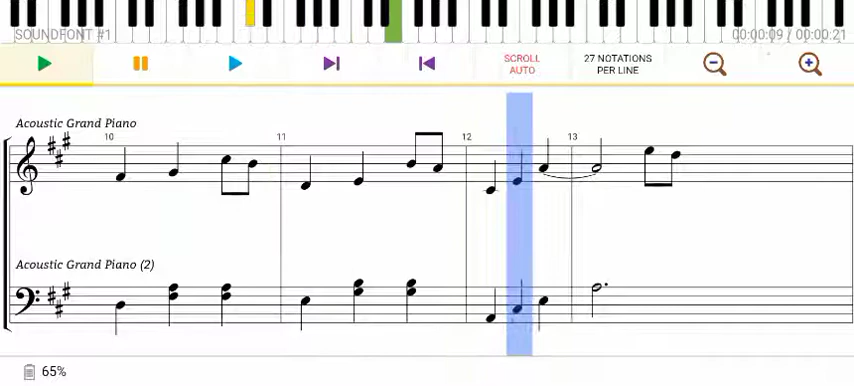 SOUNDFONT #1
00:00:09 / 00:00:21
SCROLL
AUTO
27 NOTATIONS
PER LINE
Acoustic Grand Piano
10
11
12
13
Acoustic Grand Piano (2)
65%